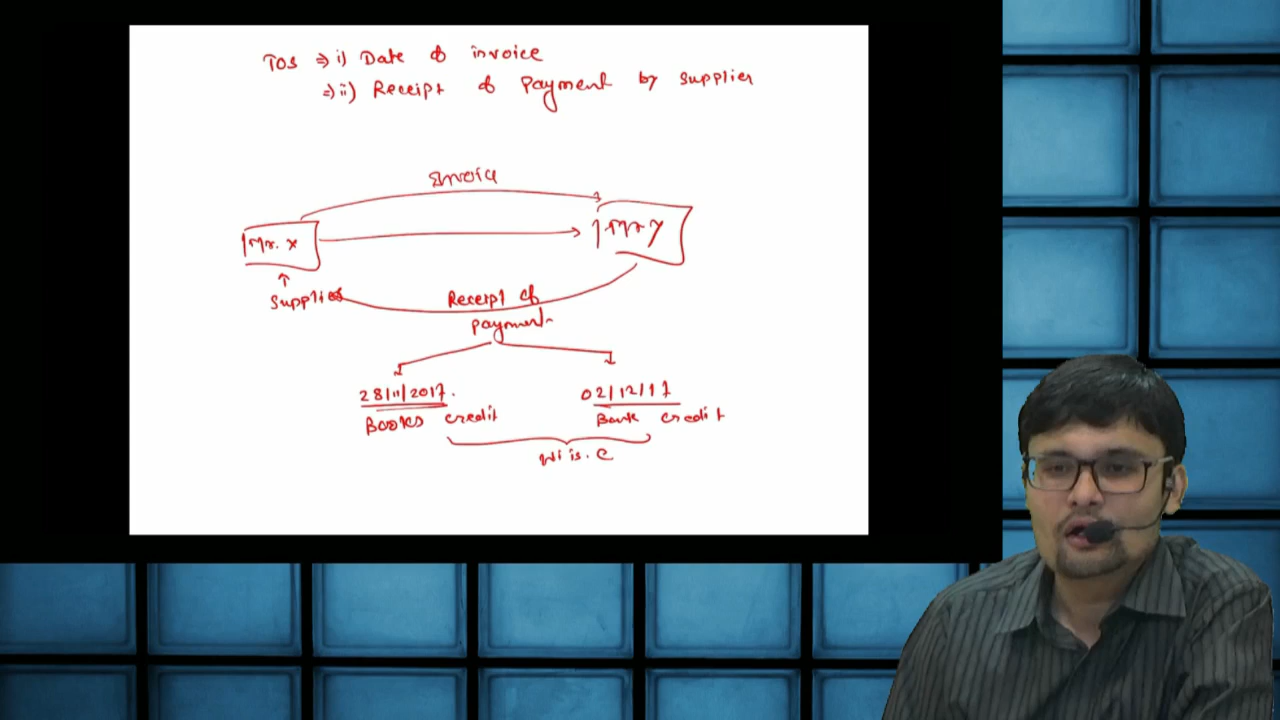 TOS ⇒ i) Date of invoice
⇒ ii) Receipt of Payment by Supplier
Invoice
Mr. X
Mr Y
Supplier
Receipt of
payment
28/11/2017.
02/12/17
Books credit
Bank credit
W.i.e